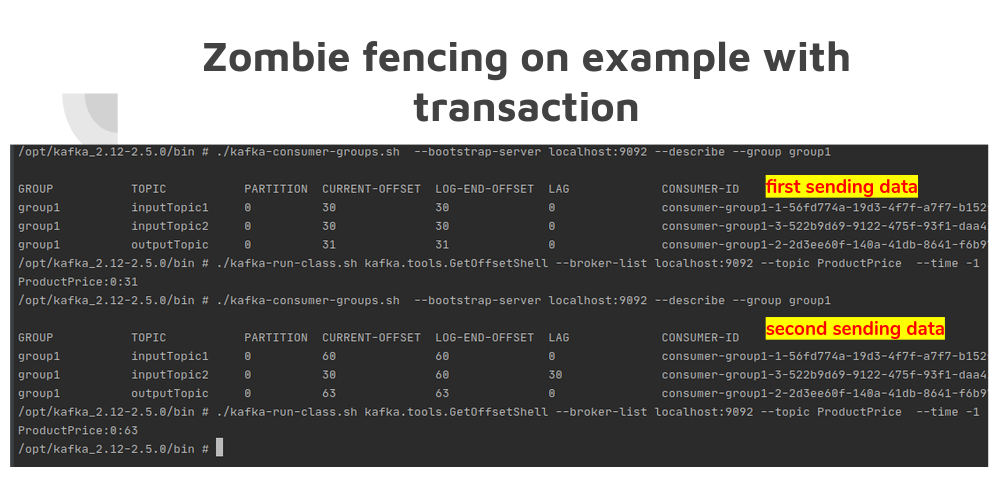 Zombie fencing on example with
transaction
/opt/kafka_2.12-2.5.0/bin # ./kafka-consumer-groups.sh  --bootstrap-server localhost:9092 --describe --group group1
GROUP TOPIC PARTITION CURRENT-OFFSET LOG-END-OFFSET LAG CONSUMER-ID first sending data
group1 inputTopic1 0 30 30 0 consumer-group1-1-56fd774a-19d3-4f7f-a7f7-b152
group1 inputTopic2 0 30 30 0 consumer-group1-3-522b9d69-9122-475f-93f1-daa4
group1 outputTopic 0 31 31 0 consumer-group1-2-2d3ee60f-140a-41db-8641-f6b9
/opt/kafka_2.12-2.5.0/bin # ./kafka-run-class.sh kafka.tools.GetOffsetShell --broker-list localhost:9092 --topic ProductPrice  --time -1
ProductPrice:0:31
/opt/kafka_2.12-2.5.0/bin # ./kafka-consumer-groups.sh  --bootstrap-server localhost:9092 --describe --group group1
second sending data
GROUP TOPIC PARTITION CURRENT-OFFSET LOG-END-OFFSET LAG CONSUMER-ID
group1 inputTopic1 0 60 60 0 consumer-group1-1-56fd774a-19d3-4f7f-a7f7-b152
group1 inputTopic2 0 30 60 30 consumer-group1-3-522b9d69-9122-475f-93f1-daa4
group1 outputTopic 0 63 63 0 consumer-group1-2-2d3ee60f-140a-41db-8641-f6b9
/opt/kafka_2.12-2.5.0/bin # ./kafka-run-class.sh kafka.tools.GetOffsetShell --broker-list localhost:9092 --topic ProductPrice  --time -1
ProductPrice:0:63
/opt/kafka_2.12-2.5.0/bin #